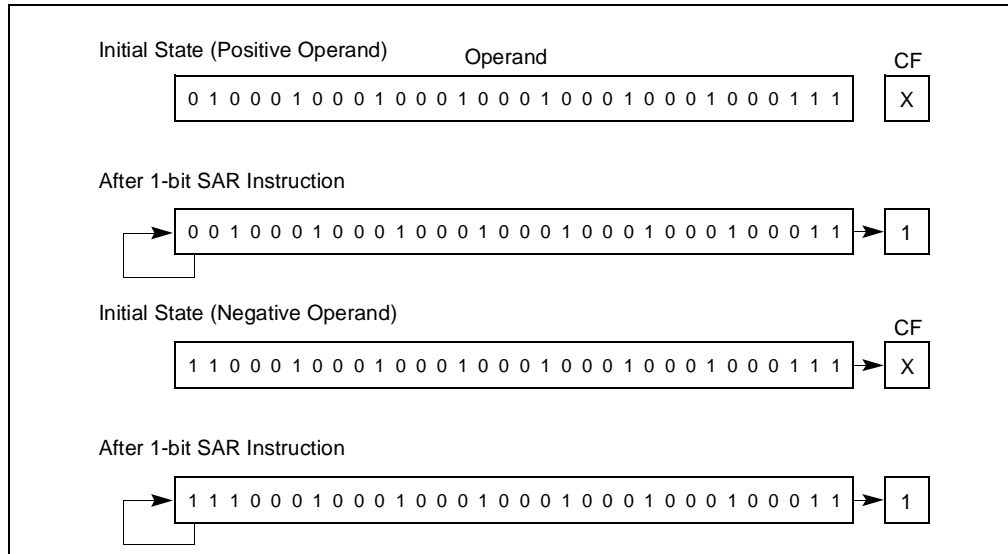 Initial State (Positive Operand)
Operand
CF
0 1 0 0 0 1 0 0 0 1 0 0 0 1 0 0 0 1 0 0 0 1 0 0 0 1 0 0 0 1 1 1
X
After 1-bit SAR Instruction
0 0 1 0 0 0 1 0 0 0 1 0 0 0 1 0 0 0 1 0 0 0 1 0 0 0 1 0 0 0 1 1
1
Initial State (Negative Operand)
CF
1 1 0 0 0 1 0 0 0 1 0 0 0 1 0 0 0 1 0 0 0 1 0 0 0 1 0 0 0 1 1 1
X
After 1-bit SAR Instruction
1 1 1 0 0 0 1 0 0 0 1 0 0 0 1 0 0 0 1 0 0 0 1 0 0 0 1 0 0 0 1 1
1